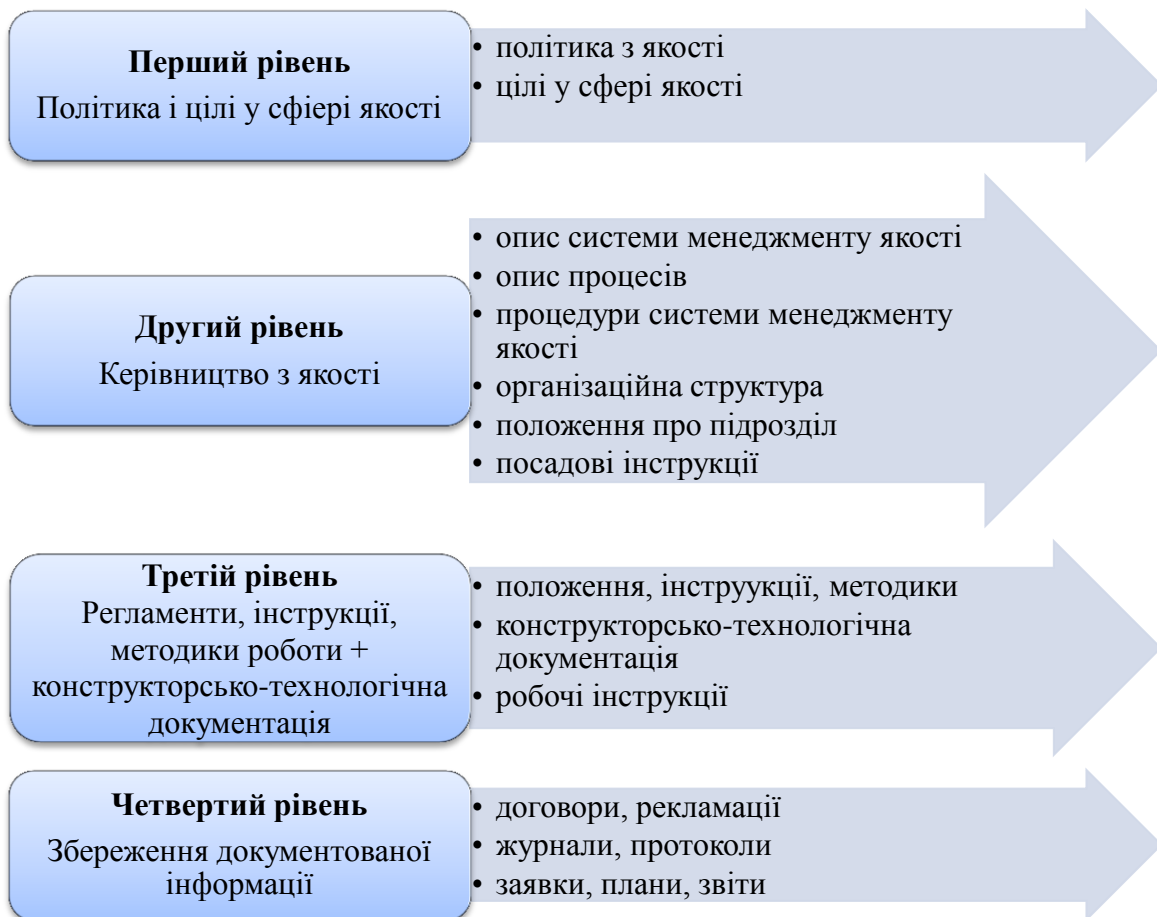 Перший рівень
Політика і цілі у сфіері якості
• політика з якості
• цілі у сфері якості
Другий рівень
Керівництво з якості
• опис системи менеджменту якості
• опис процесів
• процедури системи менеджменту
якості
• організаційна структура
• положення про підрозділ
• посадові інструкції
Третій рівень
Регламенти, інструкції,
методики роботи +
конструкторсько-технологічна
документація
• положення, інструукції, методики
• конструкторсько-технологічна
документація
• робочі інструкції
Четвертий рівень
Збереження документованої
інформації
• договори, рекламації
• журнали, протоколи
• заявки, плани, звіти